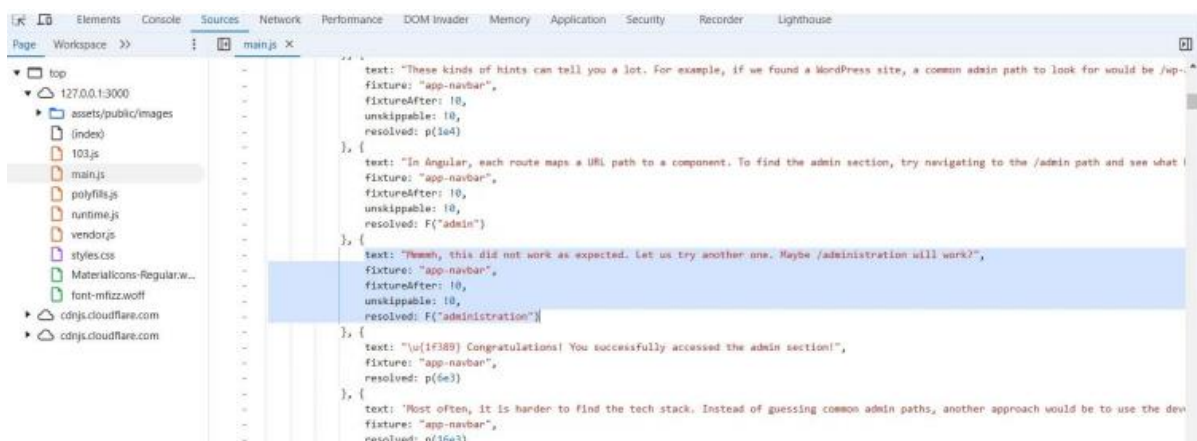 Elements Console Sources Network Performance DOM Invader Memory Application Security Recorder Lighthouse
Page Workspace >> main.js ×
top
127.0.0.1:3000
assets/public/images
(index)
103.js
main.js
polyfills.js
runtime.js
vendor.js
styles.css
MaterialIcons-Regular.w...
font-mfizz.woff
cdnjs.cloudflare.com
cdnjs.cloudflare.com
text: "These kinds of hints can tell you a lot. For example, if we found a WordPress site, a common admin path to look for would be /wp-
fixture: "app-navbar",
fixtureAfter: !0,
unskippable: !0,
resolved: p(1e4)
}, {
text: "In Angular, each route maps a URL path to a component. To find the admin section, try navigating to the /admin path and see what
fixture: "app-navbar",
fixtureAfter: !0,
unskippable: !0,
resolved: F("admin")
}, {
text: "Mmmmh, this did not work as expected. Let us try another one. Maybe /administration will work?",
fixture: "app-navbar",
fixtureAfter: !0,
unskippable: !0,
resolved: F("administration")
}, {
text: "\u{1f389} Congratulations! You successfully accessed the admin section!",
fixture: "app-navbar",
resolved: p(6e3)
}, {
text: 'Most often, it is harder to find the tech stack. Instead of guessing common admin paths, another approach would be to use the dev
fixture: "app-navbar",
resolved: p(16e3)